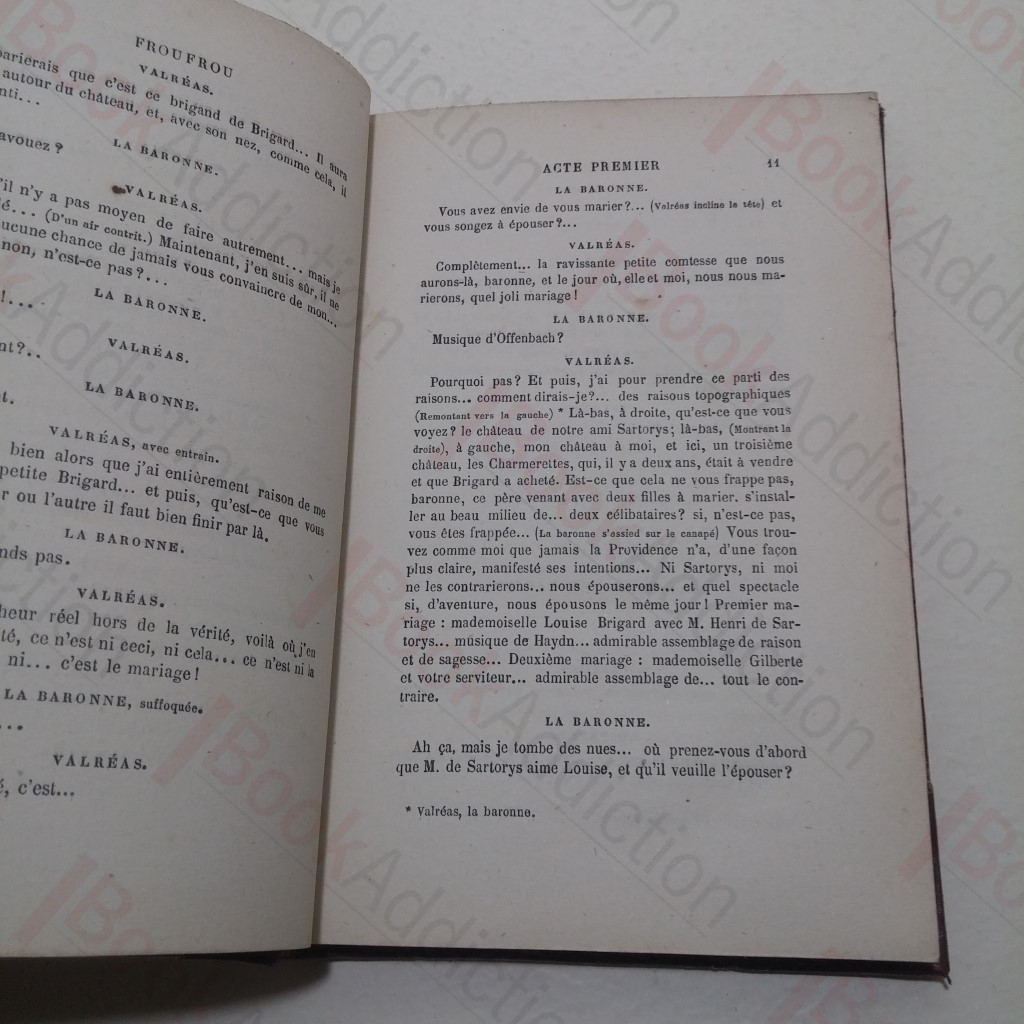 FROUFROU
VALRÉAS.
parierais que c'est ce brigand de Brigard... Il aura
autour du château, et, avec son nez, comme cela, il
nti...
LA BARONNE.
avouez ?
VALRÉAS.
'il n'y a pas moyen de faire autrement... mais je
lé... (D'un air contrit.) Maintenant, j'en suis sûr, il ne
ucune chance de jamais vous convaincre de mon...
non, n'est-ce pas ?...
LA BARONNE.
!...
VALRÉAS.
nt?..
LA BARONNE.
nt.
VALRÉAS, avec entrain.
bien alors que j'ai entièrement raison de me
petite Brigard... et puis, qu'est-ce que vous
r ou l'autre il faut bien finir par là.
LA BARONNE.
nds pas.
VALRÉAS.
heur réel hors de la vérité, voilà où j'en
té, ce n'est ni ceci, ni cela... ce n'est ni la
ni... c'est le mariage !
LA BARONNE, suffoquée.
...
VALRÉAS.
é, c'est...
ACTE PREMIER 11
LA BARONNE.
Vous avez envie de vous marier ?... (Valréas incline la tête) et
vous songez à épouser ?...
VALRÉAS.
Complètement... la ravissante petite comtesse que nous
aurons-là, baronne, et le jour où, elle et moi, nous nous ma-
rierons, quel joli mariage !
LA BARONNE.
Musique d'Offenbach ?
VALRÉAS.
Pourquoi pas ? Et puis, j'ai pour prendre ce parti des
raisons... comment dirais-je?... des raisous topographiques
(Remontant vers la gauche) * Là-bas, à droite, qu'est-ce que vous
voyez ? le château de notre ami Sartorys; là-bas, (Montrant la
droite), à gauche, mon château à moi, et ici, un troisième
château, les Charmerettes, qui, il y a deux ans, était à vendre
et que Brigard a acheté. Est-ce que cela ne vous frappe pas,
baronne, ce père venant avec deux filles à marier. s'instal-
ler au beau milieu de... deux célibataires ? si, n'est-ce pas,
vous êtes frappée... (La baronne s'assied sur le canapé) Vous trou-
vez comme moi que jamais la Providence n'a, d'une façon
plus claire, manifesté ses intentions... Ni Sartorys, ni moi
ne les contrarierons... nous épouserons... et quel spectacle
si, d'aventure, nous épousons le même jour ! Premier ma-
riage : mademoiselle Louise Brigard avec M. Henri de Sar-
torys... musique de Haydn... admirable assemblage de raison
et de sagesse... Deuxième mariage : mademoiselle Gilberte
et votre serviteur... admirable assemblage de... tout le con-
traire.
LA BARONNE.
Ah ça, mais je tombe des nues... où prenez-vous d'abord
que M. de Sartorys aime Louise, et qu'il veuille l'épouser ?
* Valréas, la baronne.
BookAddiction